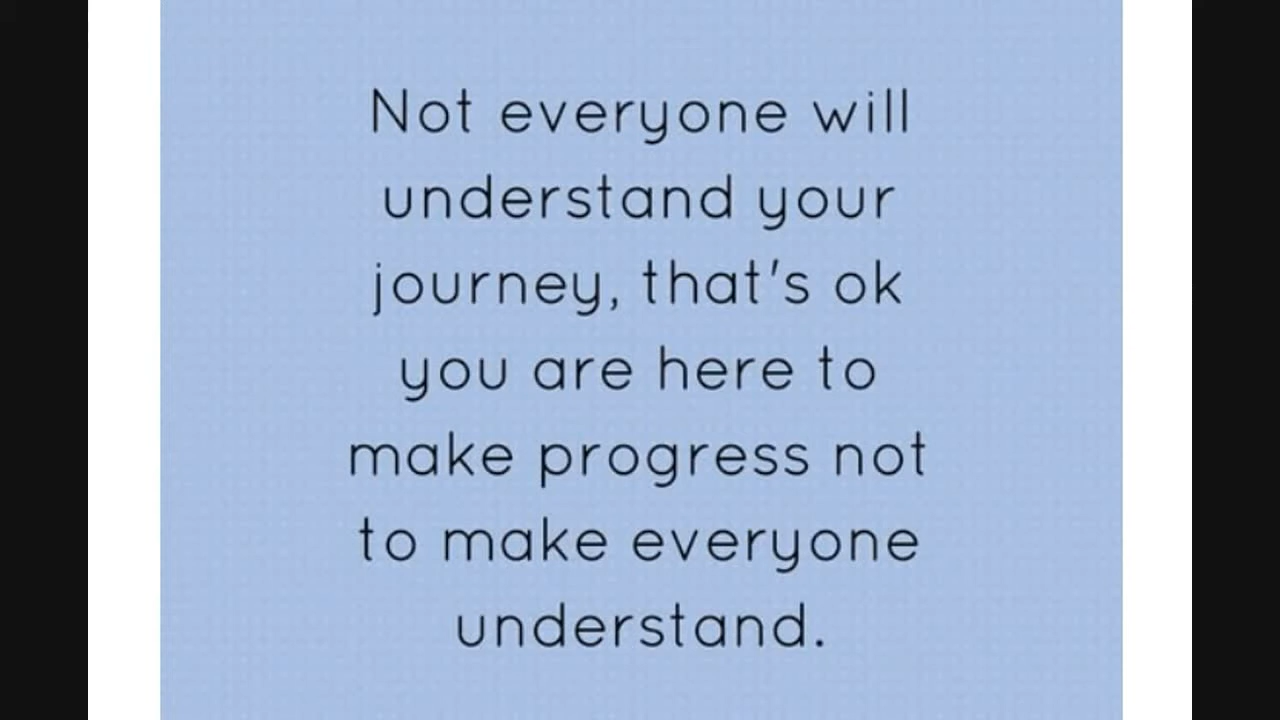 Not everyone will
understand your
journey, that's ok
you are here to
make progress not
to make everyone
understand.